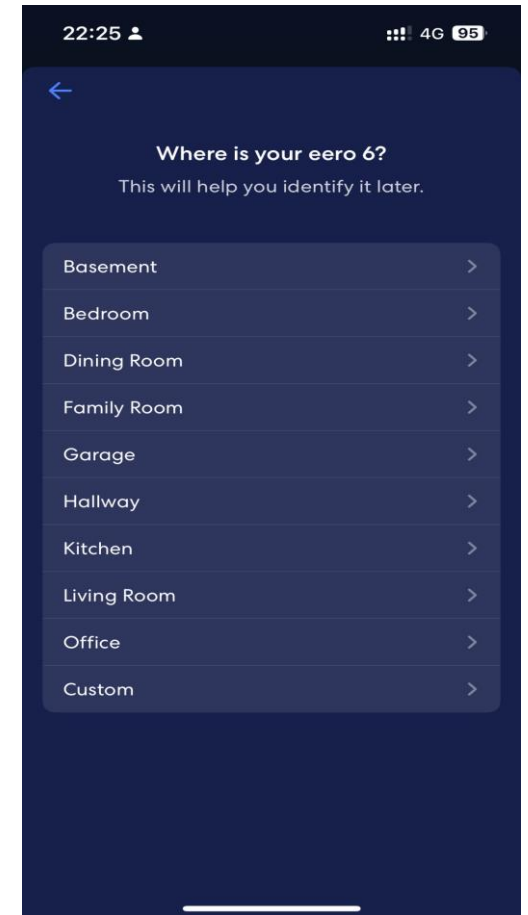 22:25
4G 95
Where is your eero 6?
This will help you identify it later.
Basement
Bedroom
Dining Room
Family Room
Garage
Hallway
Kitchen
Living Room
Office
Custom